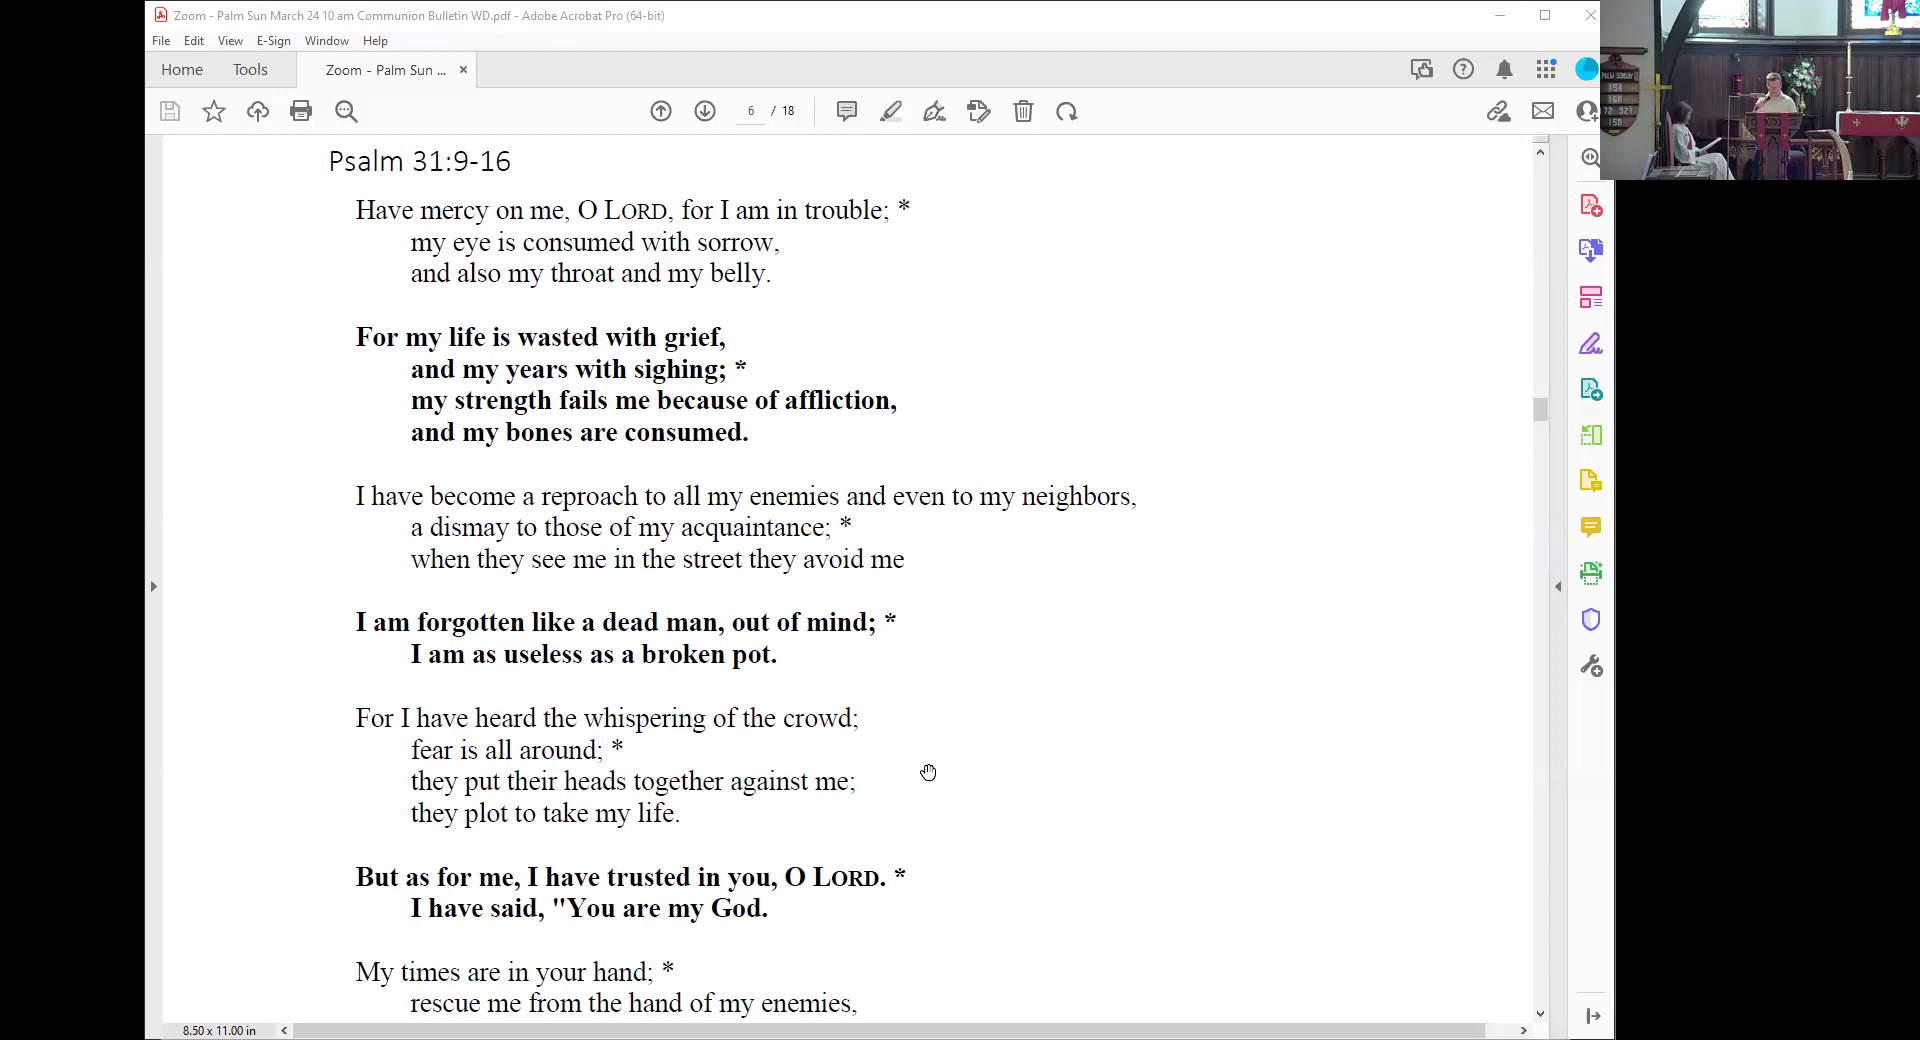 Zoom - Palm Sun March 24 10 am Communion Bulletin WD.pdf - Adobe Acrobat Pro (64-bit)
File Edit View E-Sign Window Help
Home Tools Zoom - Palm Sun ... ×
6 / 18
PALM SUNDAY
154
168
72 321
158
Psalm 31:9-16
Have mercy on me, O LORD, for I am in trouble; *
my eye is consumed with sorrow,
and also my throat and my belly.
For my life is wasted with grief,
and my years with sighing; *
my strength fails me because of affliction,
and my bones are consumed.
I have become a reproach to all my enemies and even to my neighbors,
a dismay to those of my acquaintance; *
when they see me in the street they avoid me
I am forgotten like a dead man, out of mind; *
I am as useless as a broken pot.
For I have heard the whispering of the crowd;
fear is all around; *
they put their heads together against me;
they plot to take my life.
But as for me, I have trusted in you, O LORD. *
I have said, "You are my God.
My times are in your hand; *
rescue me from the hand of my enemies,
8.50 x 11.00 in